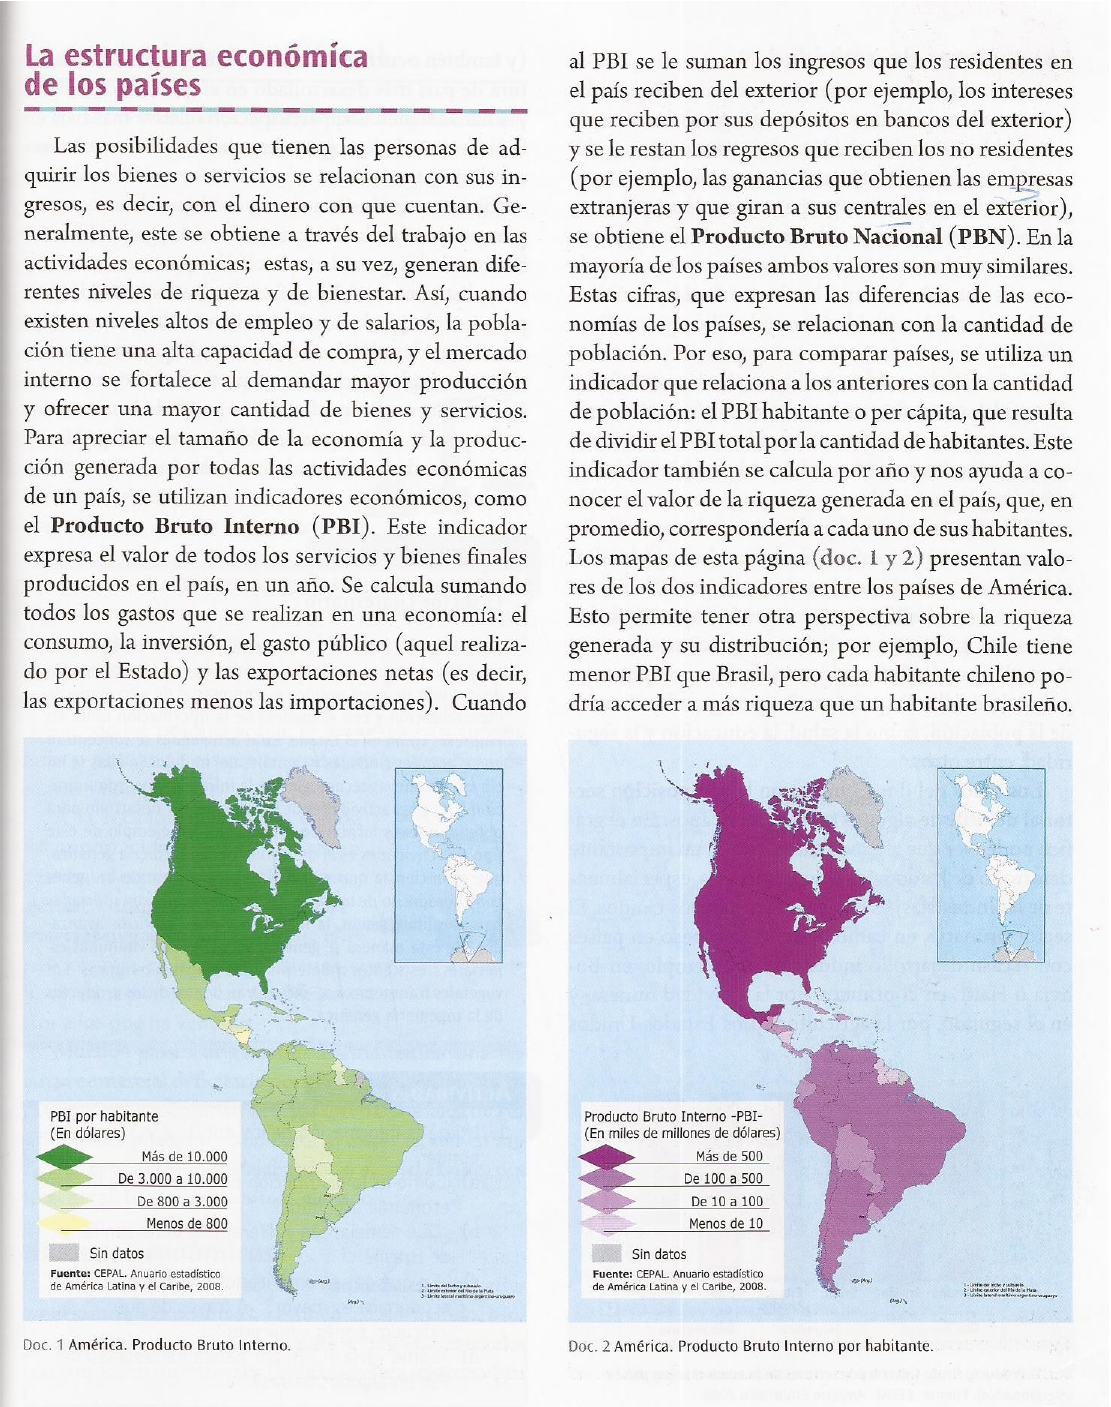 La estructura económica
de los países
Las posibilidades que tienen las personas de ad-
quirir los bienes o servicios se relacionan con sus in-
gresos, es decir, con el dinero con que cuentan. Ge-
neralmente, este se obtiene a través del trabajo en las
actividades económicas; estas, a su vez, generan dife-
rentes niveles de riqueza y de bienestar. Así, cuando
existen niveles altos de empleo y de salarios, la pobla-
ción tiene una alta capacidad de compra, y el mercado
interno se fortalece al demandar mayor producción
y ofrecer una mayor cantidad de bienes y servicios.
Para apreciar el tamaño de la economía y la produc-
ción generada por todas las actividades económicas
de un país, se utilizan indicadores económicos, como
el Producto Bruto Interno (PBI). Este indicador
expresa el valor de todos los servicios y bienes finales
producidos en el país, en un año. Se calcula sumando
todos los gastos que se realizan en una economía: el
consumo, la inversión, el gasto público (aquel realiza-
do por el Estado) y las exportaciones netas (es decir,
las exportaciones menos las importaciones). Cuando
al PBI se le suman los ingresos que los residentes en
el país reciben del exterior (por ejemplo, los intereses
que reciben por sus depósitos en bancos del exterior)
y se le restan los regresos que reciben los no residentes
(por ejemplo, las ganancias que obtienen las empresas
extranjeras y que giran a sus centrales en el exterior),
se obtiene el Producto Bruto Nacional (PBN). En la
mayoría de los países ambos valores son muy similares.
Estas cifras, que expresan las diferencias de las eco-
nomías de los países, se relacionan con la cantidad de
población. Por eso, para comparar países, se utiliza un
indicador que relaciona a los anteriores con la cantidad
de población: el PBI habitante o per cápita, que resulta
de dividir el PBI total por la cantidad de habitantes. Este
indicador también se calcula por año y nos ayuda a co-
nocer el valor de la riqueza generada en el país, que, en
promedio, correspondería a cada uno de sus habitantes.
Los mapas de esta página (doc. 1 y 2) presentan valo-
res de los dos indicadores entre los países de América.
Esto permite tener otra perspectiva sobre la riqueza
generada y su distribución; por ejemplo, Chile tiene
menor PBI que Brasil, pero cada habitante chileno po-
dría acceder a más riqueza que un habitante brasileño.
PBI por habitante
(En dólares)
Más de 10.000
De 3.000 a 10.000
De 800 a 3.000
Menos de 800
Sin datos
Fuente: CEPAL. Anuario estadístico
de América Latina y el Caribe, 2008.
Doc. 1 América. Producto Bruto Interno.
Producto Bruto Interno -PBI-
(En miles de millones de dólares)
Más de 500
De 100 a 500
De 10 a 100
Menos de 10
Sin datos
Fuente: CEPAL. Anuario estadístico
de América Latina y el Caribe, 2008.
Doc. 2 América. Producto Bruto Interno por habitante.